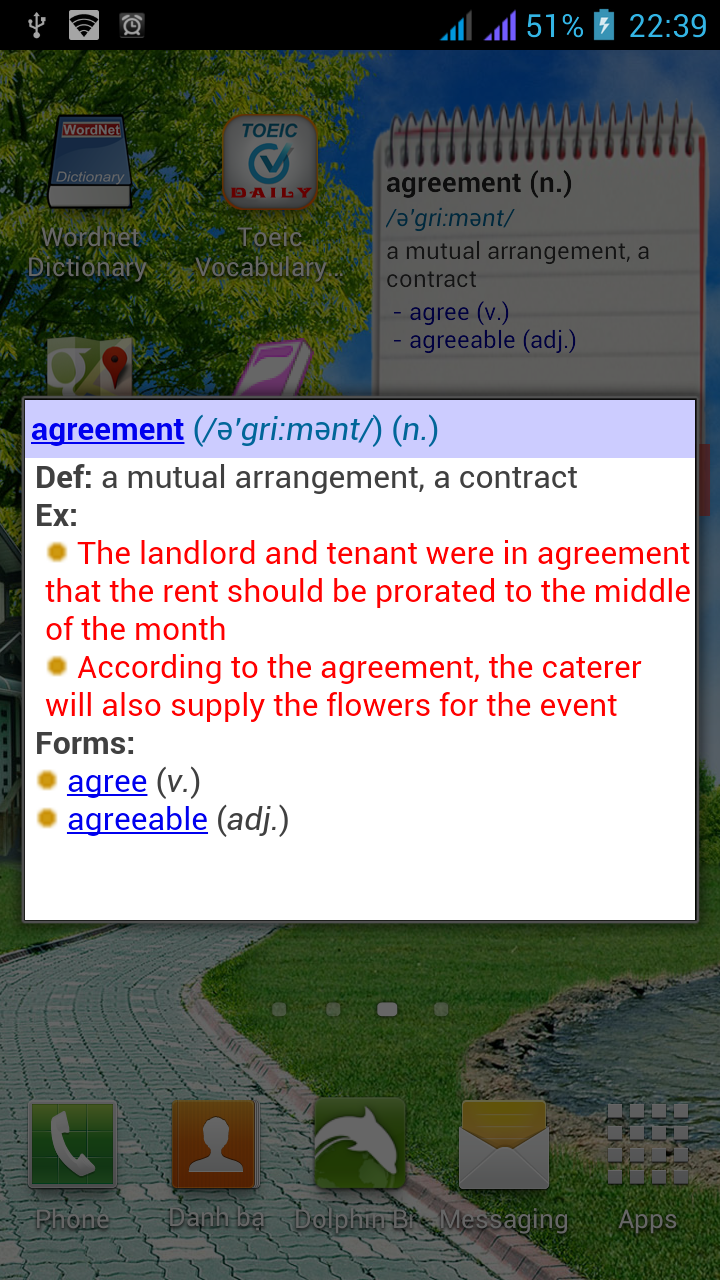 51% 22:39
WordNet
Dictionary
TOEIC
DAILY
Wordnet
Dictionary
Toeic
Vocabulary...
agreement (n.)
/ə'gri:mənt/
a mutual arrangement, a
contract
- agree (v.)
- agreeable (adj.)
agreement (/ə'gri:mənt/) (n.)
Def: a mutual arrangement, a contract
Ex:
The landlord and tenant were in agreement
that the rent should be prorated to the middle
of the month
According to the agreement, the caterer
will also supply the flowers for the event
Forms:
agree (v.)
agreeable (adj.)
Phone
Danh bạ
Dolphin Br
Messaging
Apps